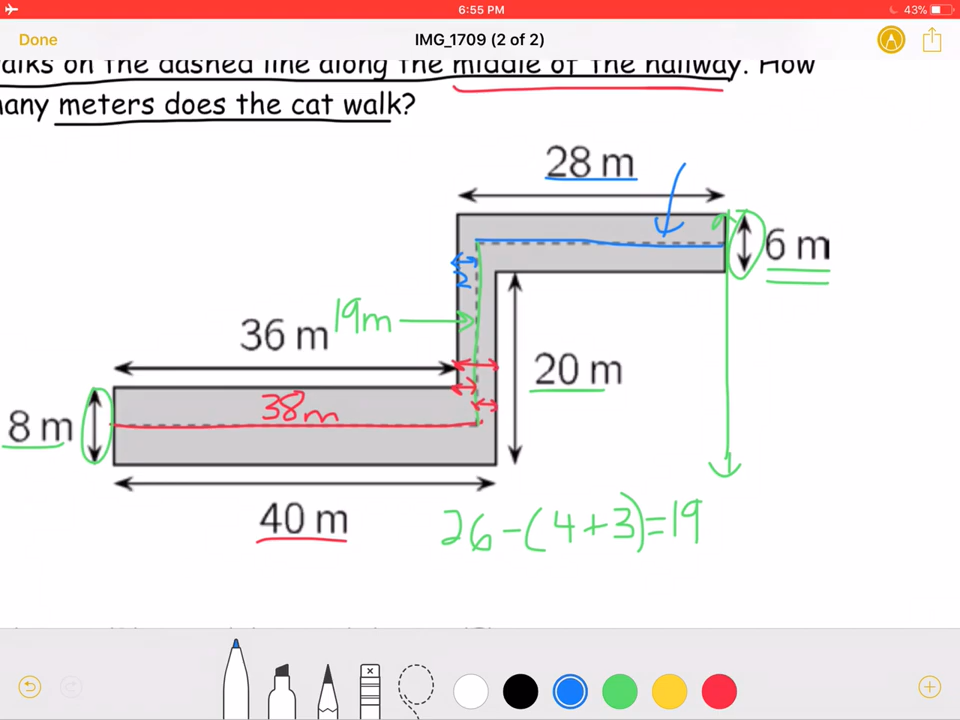 6:55 PM
43%
Done
IMG_1709 (2 of 2)
alks on the dashed line along the middle of the hallway. How
any meters does the cat walk?
28 m
6 m
36 m
19m
20 m
8 m
38m
40 m
2
26-(4+3)=19